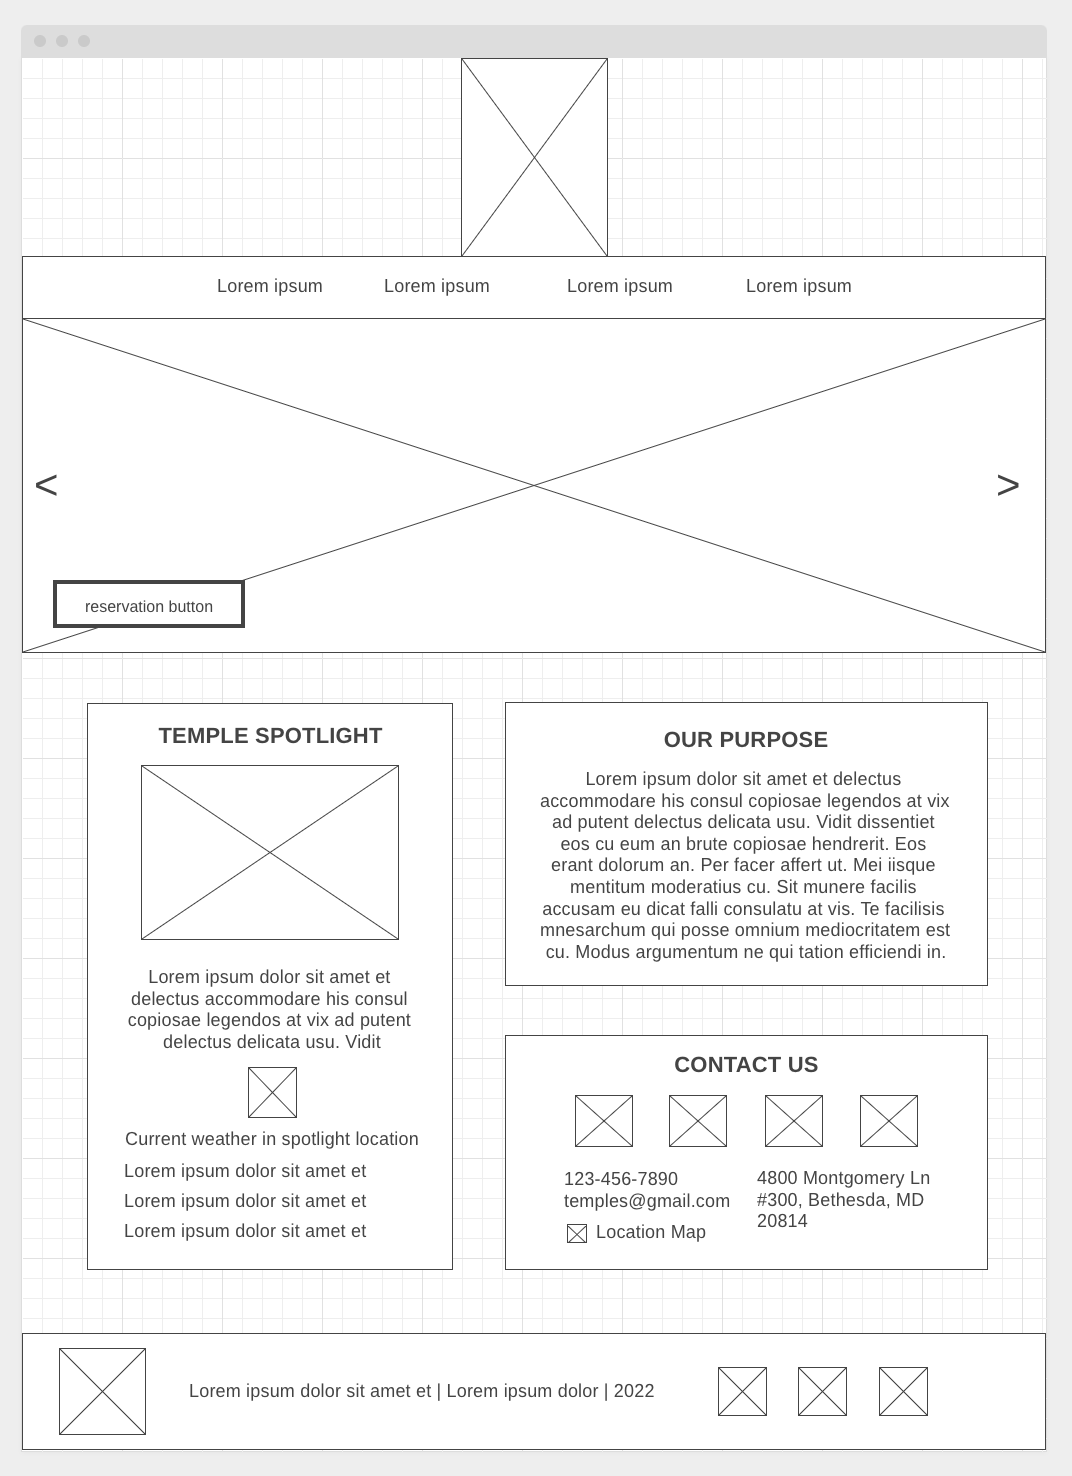 Lorem ipsum Lorem ipsum Lorem ipsum Lorem ipsum
< >
reservation button
TEMPLE SPOTLIGHT
Lorem ipsum dolor sit amet et
delectus accommodare his consul
copiosae legendos at vix ad putent
delectus delicata usu. Vidit
Current weather in spotlight location
Lorem ipsum dolor sit amet et
Lorem ipsum dolor sit amet et
Lorem ipsum dolor sit amet et
OUR PURPOSE
Lorem ipsum dolor sit amet et delectus
accommodare his consul copiosae legendos at vix
ad putent delectus delicata usu. Vidit dissentiet
eos cu eum an brute copiosae hendrerit. Eos
erant dolorum an. Per facer affert ut. Mei iisque
mentitum moderatius cu. Sit munere facilis
accusam eu dicat falli consulatu at vis. Te facilisis
mnesarchum qui posse omnium mediocritatem est
cu. Modus argumentum ne qui tation efficiendi in.
CONTACT US
123-456-7890
temples@gmail.com
Location Map
4800 Montgomery Ln
#300, Bethesda, MD
20814
Lorem ipsum dolor sit amet et | Lorem ipsum dolor | 2022